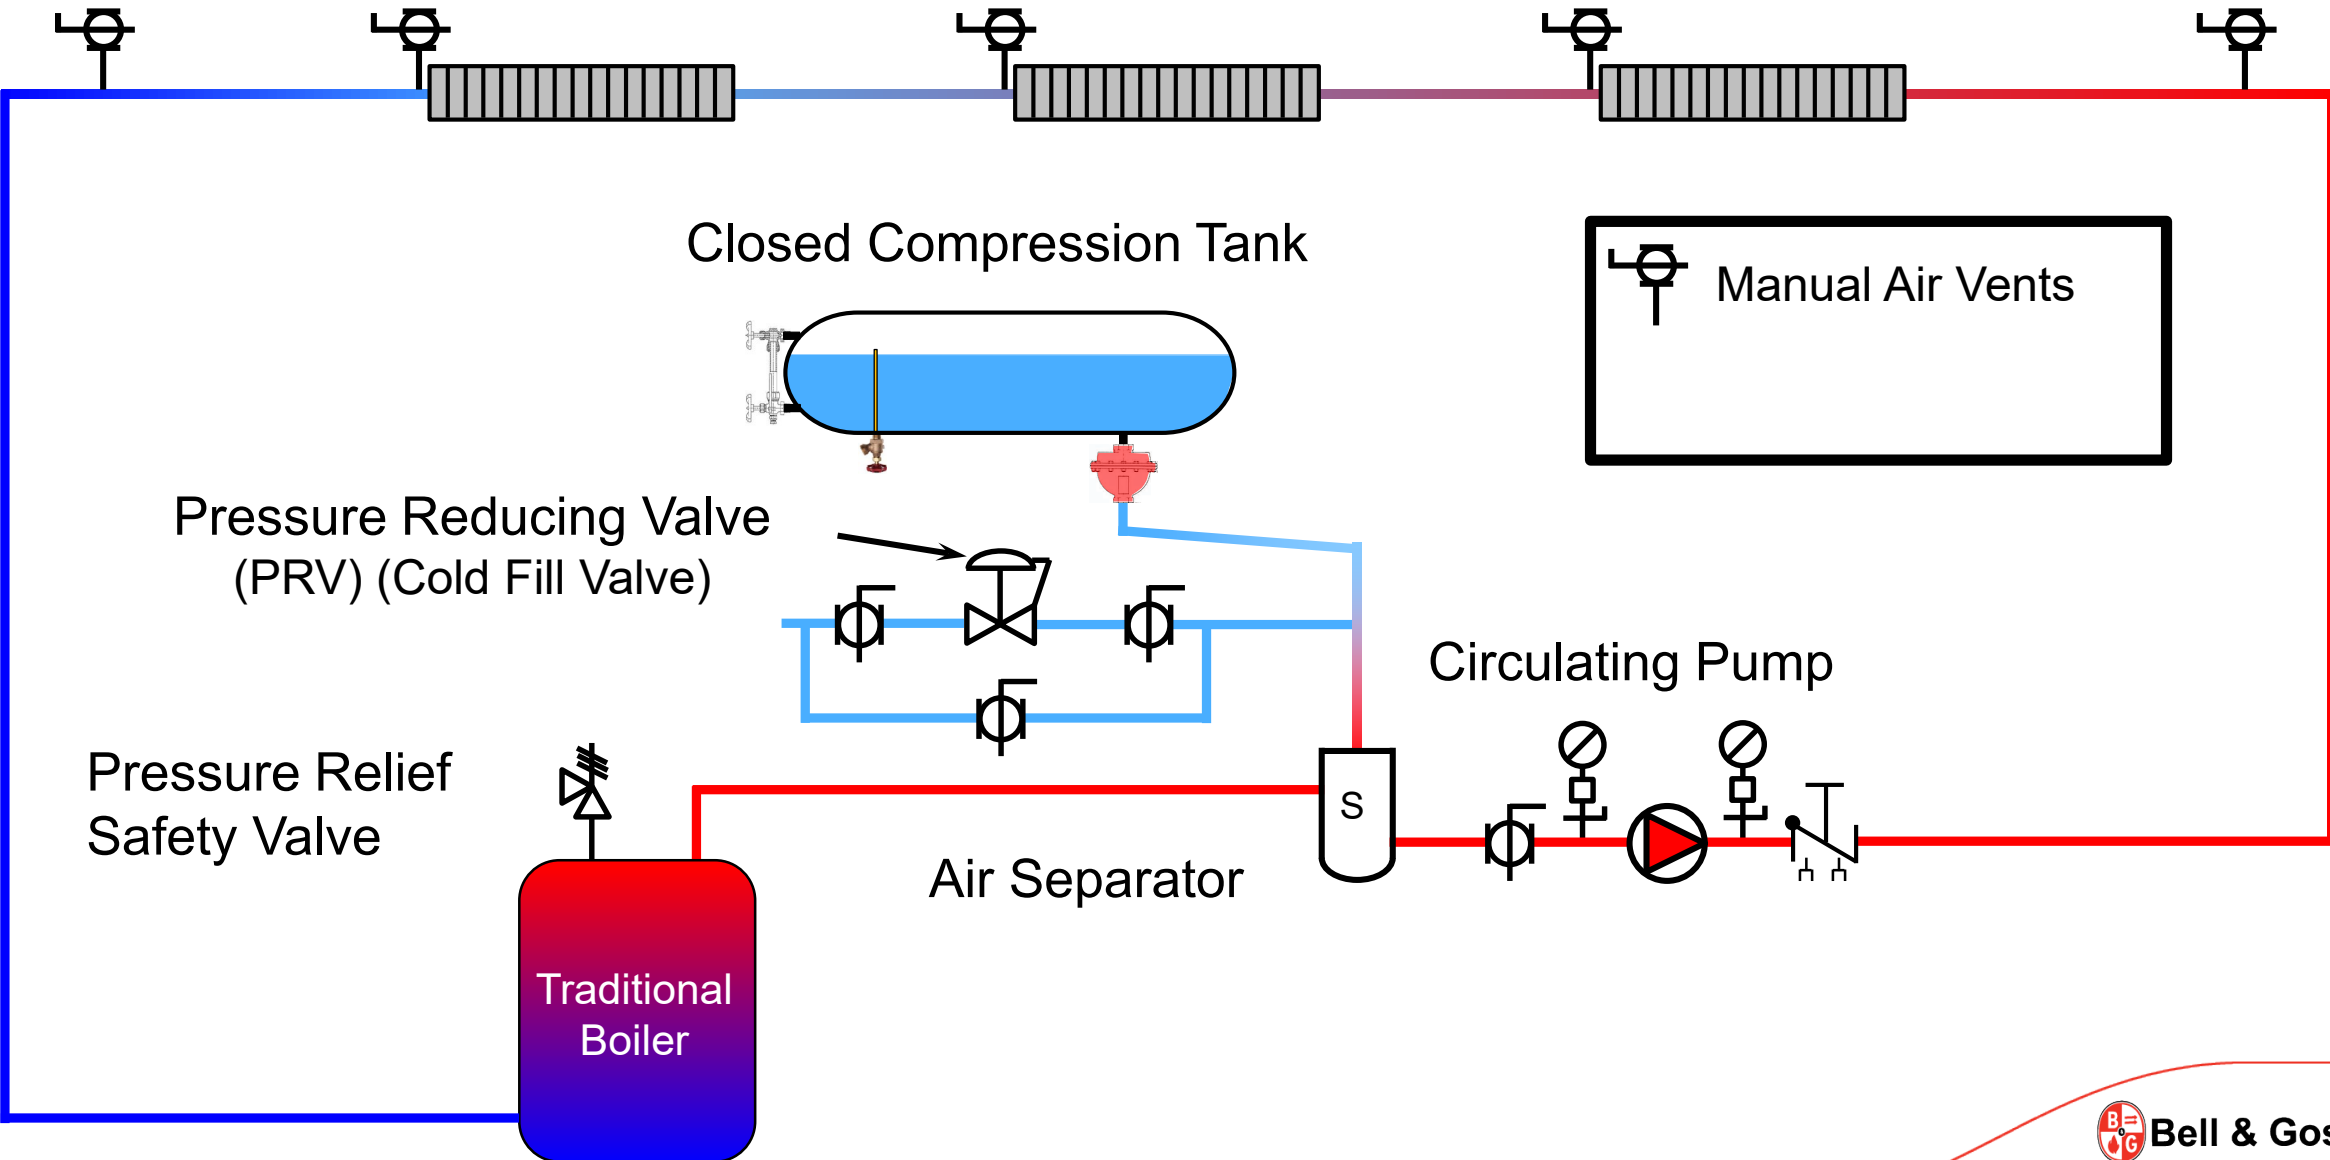 Closed Compression Tank
Manual Air Vents
Pressure Reducing Valve
(PRV) (Cold Fill Valve)
Circulating Pump
Pressure Relief
Safety Valve
S
Air Separator
Traditional
Boiler
B
G
Bell & Gos